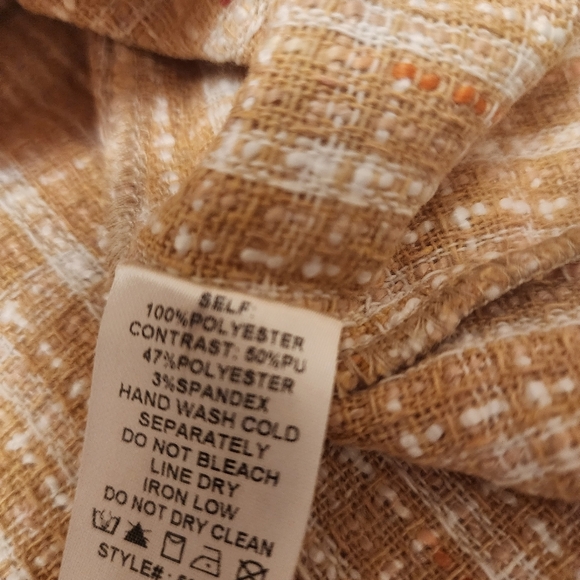 SELF:
100%POLYESTER
CONTRAST: 50%PU
47%POLYESTER
3%SPANDEX
HAND WASH COLD
SEPARATELY
DO NOT BLEACH
LINE DRY
IRON LOW
DO NOT DRY CLEAN
STYLE#: